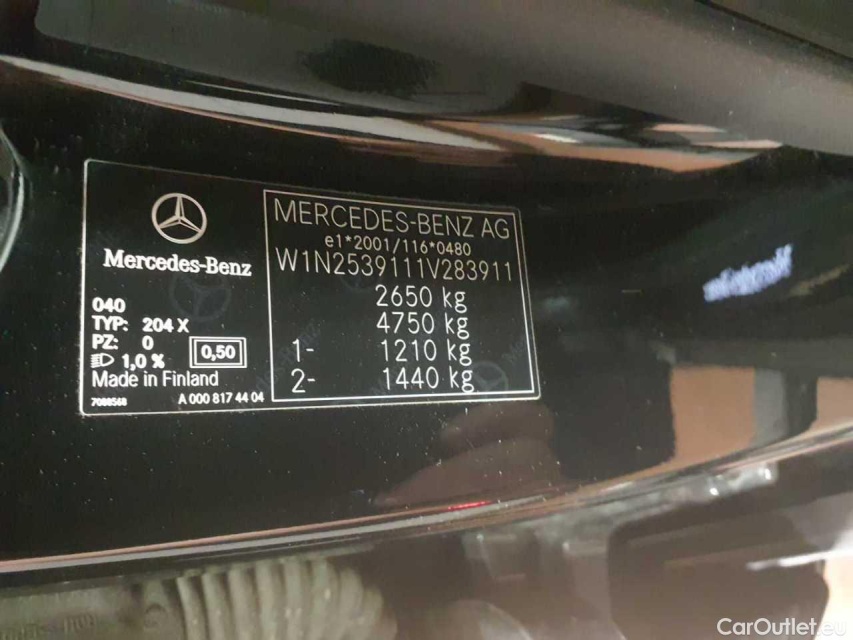 Mercedes-Benz
040
TYP: 204 X
PZ: 0
1,0 %
0,50
Made in Finland
7088568
A 000 817 44 04
MERCEDES-BENZ AG
e1*2001/116*0480
W1N2539111V283911
2650 kg
4750 kg
1- 1210 kg
2- 1440 kg
CarOutlet.eu